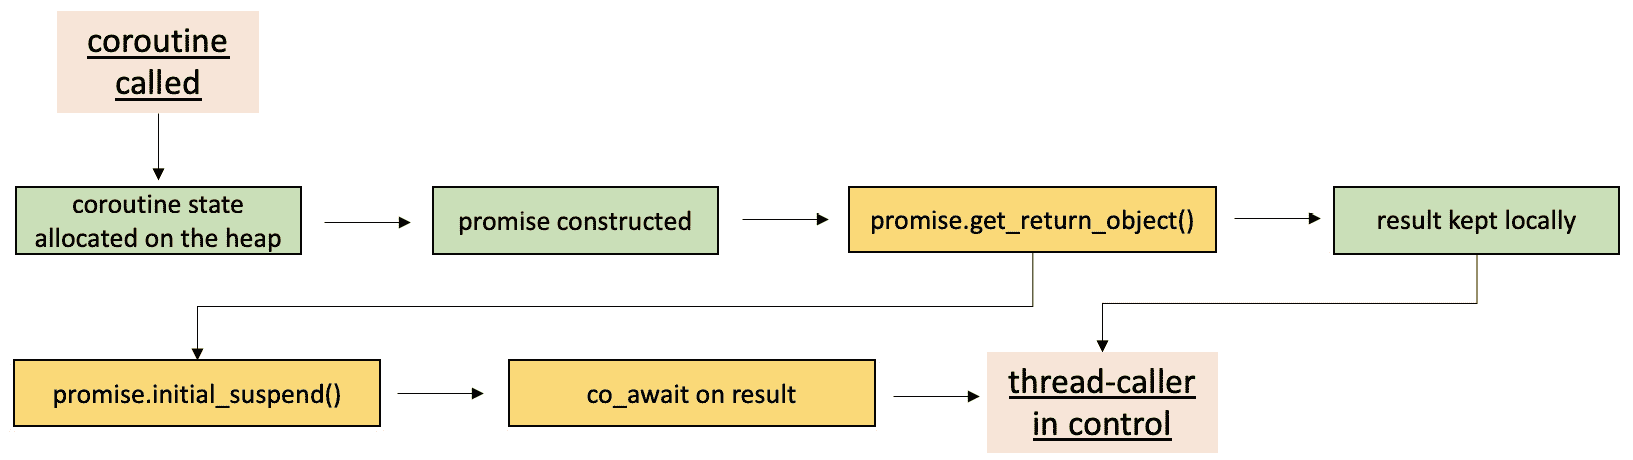 coroutine
called
coroutine state
allocated on the heap
promise constructed
promise.get_return_object()
result kept locally
promise.initial_suspend()
co_await on result
thread-caller
in control